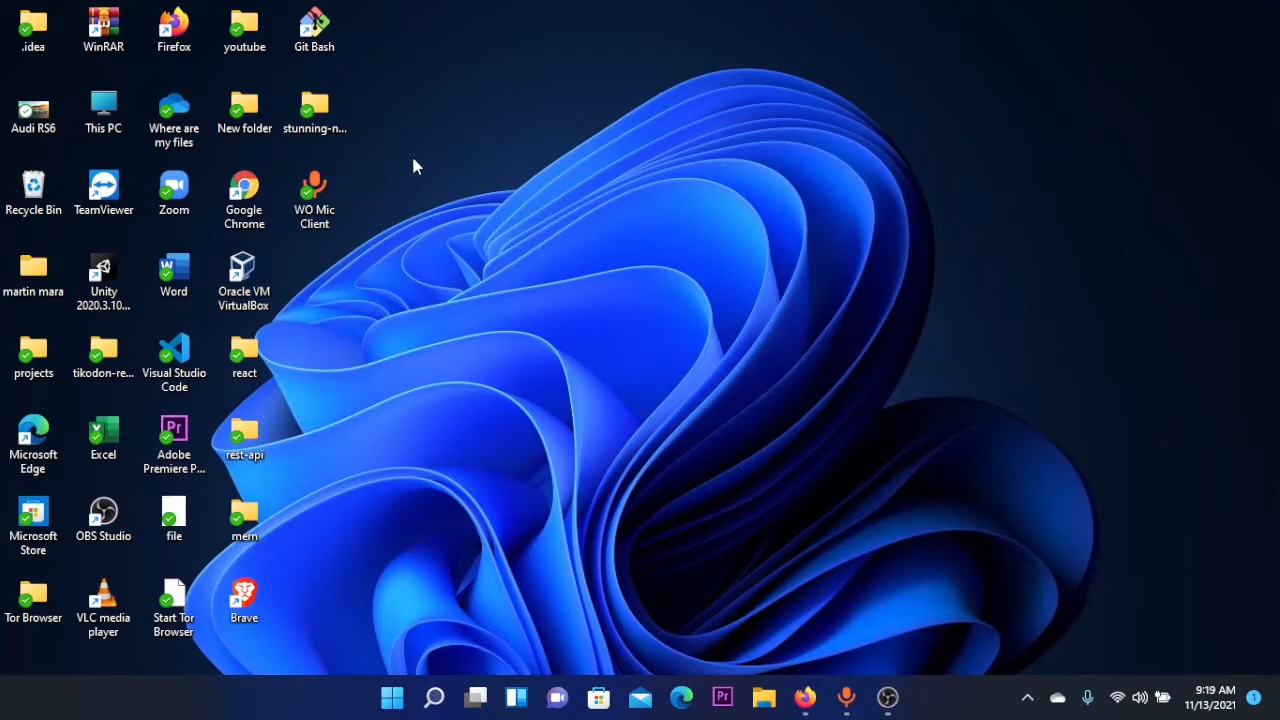 .idea
WinRAR
Firefox
youtube
Git Bash
Audi RS6
This PC
Where are
my files
New folder
stunning-n...
Recycle Bin
TeamViewer
Zoom
Google
Chrome
WO Mic
Client
martin mara
Unity
2020.3.10...
Word
Oracle VM
VirtualBox
projects
tikodon-re...
Visual Studio
Code
react
Microsoft
Edge
Excel
Pr
Adobe
Premiere P...
rest-api
Microsoft
Store
OBS Studio
file
mern
Tor Browser
VLC media
player
Start Tor
Browser
Brave
Pr
9:19 AM
11/13/2021
1